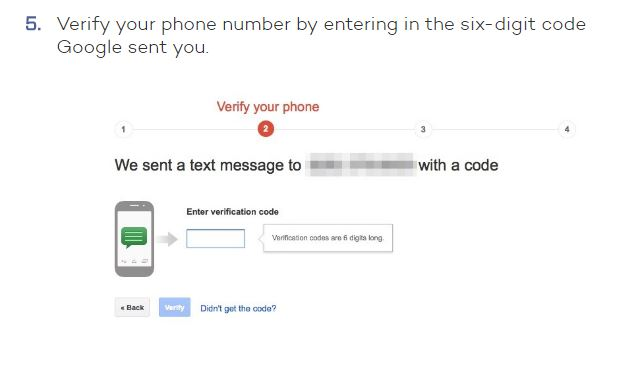 5. Verify your phone number by entering in the six-digit code
Google sent you.
Verify your phone
1 2 3 4
We sent a text message to with a code
Enter verification code
Verification codes are 6 digits long.
« Back Verify Didn't get the code?